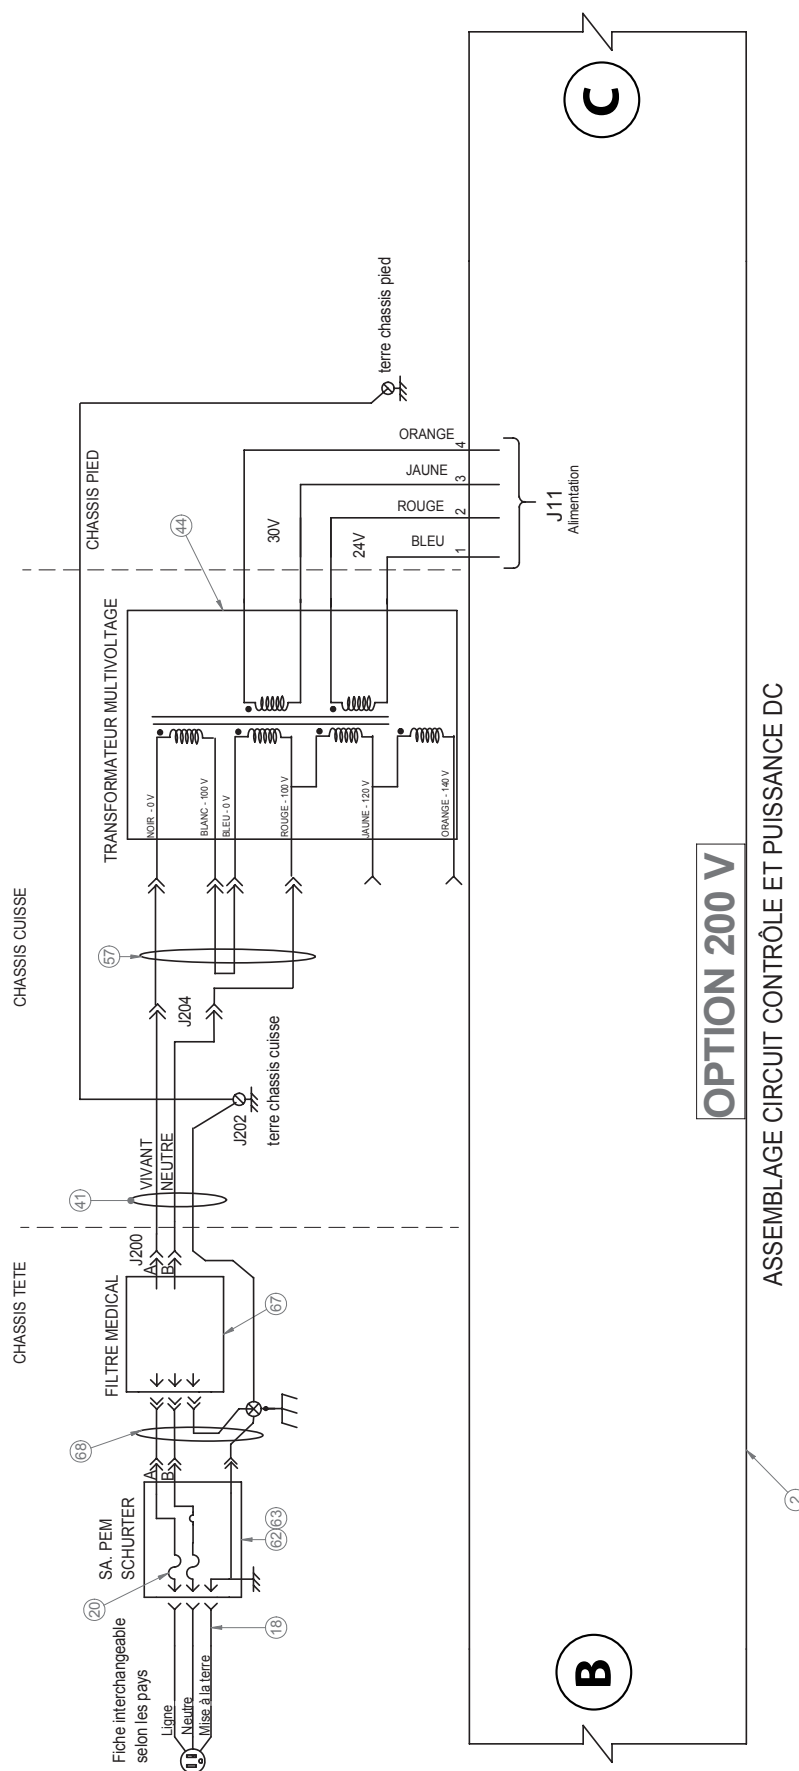 CHASSIS TETE
CHASSIS CUISSE
CHASSIS PIED
Fiche interchangeable
selon les pays
Ligne
Neutre
Mise à la terre
18
20
SA. PEM
SCHURTER
62
63
A
B
68
FILTRE MEDICAL
67
A
B
J200
41
VIVANT
NEUTRE
J202
terre chassis cuisse
J204
57
TRANSFORMATEUR MULTIVOLTAGE
NOIR - 0 V
BLANC - 100 V
BLEU - 0 V
ROUGE - 100 V
JAUNE - 120 V
ORANGE - 140 V
44
30V
24V
ORANGE
4
JAUNE
3
ROUGE
2
BLEU
1
J11
Alimentation
terre chassis pied
B
C
OPTION 200 V
ASSEMBLAGE CIRCUIT CONTRÔLE ET PUISSANCE DC
2